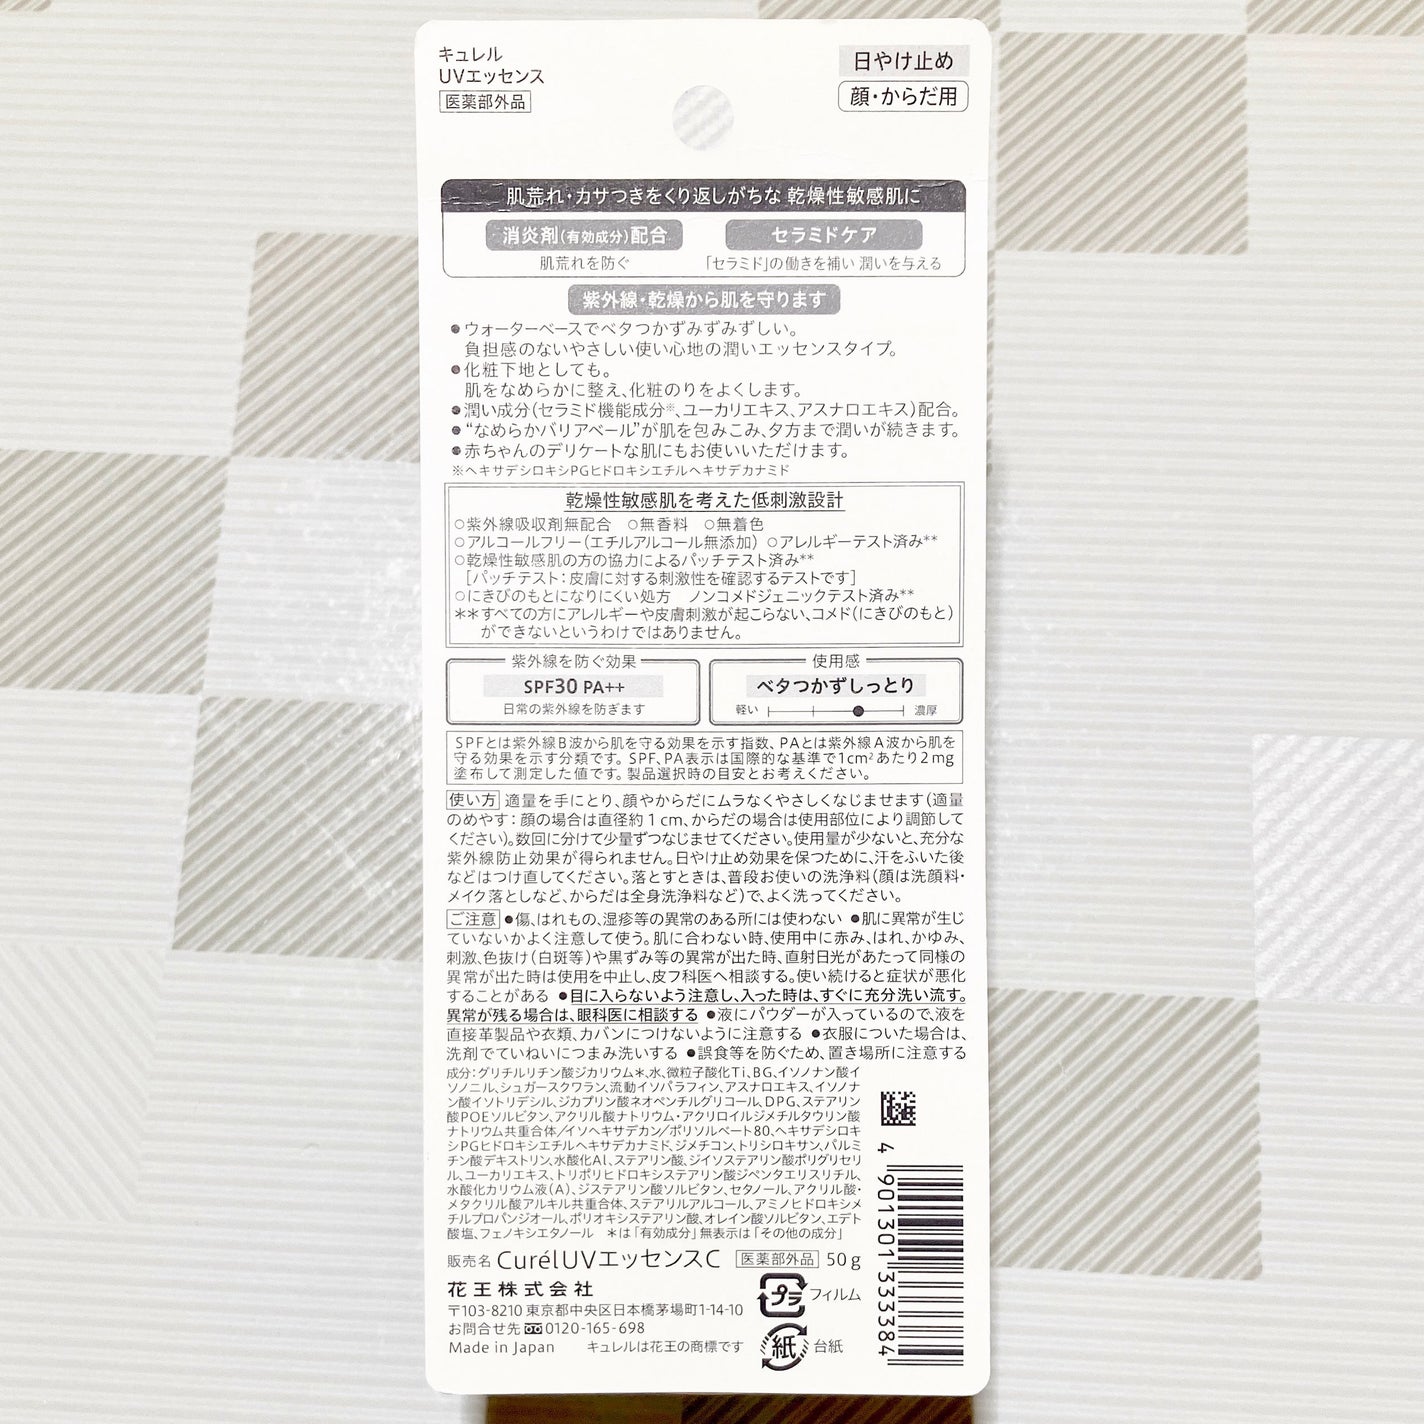 キュレル
UVエッセンス
医薬部外品
日やけ止め
顔・からだ用
肌荒れ・カサつきをくり返しがちな 乾燥性敏感肌に
消炎剤(有効成分)配合
肌荒れを防ぐ
セラミドケア
「セラミド」の働きを補い 潤いを与える
紫外線・乾燥から肌を守ります
●ウォーターベースでベタつかずみずみずしい。
負担感のないやさしい使い心地の潤いエッセンスタイプ。
●化粧下地としても。
肌をなめらかに整え、化粧のりをよくします。
●潤い成分(セラミド機能成分※、ユーカリエキス、アスナロエキス)配合。
●“なめらかバリアベール”が肌を包みこみ、夕方まで潤いが続きます。
●赤ちゃんのデリケートな肌にもお使いいただけます。
※ヘキサデシロキシPGヒドロキシエチルヘキサデカナミド
乾燥性敏感肌を考えた低刺激設計
○紫外線吸収剤無配合 ○無香料 ○無着色
○アルコールフリー(エチルアルコール無添加) ○アレルギーテスト済み**
○乾燥性敏感肌の方の協力によるパッチテスト済み**
[パッチテスト:皮膚に対する刺激性を確認するテストです]
○にきびのもとになりにくい処方 ノンコメドジェニックテスト済み**
**すべての方にアレルギーや皮膚刺激が起こらない、コメド(にきびのもと)
ができないというわけではありません。
紫外線を防ぐ効果
SPF30 PA++
日常の紫外線を防ぎます
使用感
ベタつかずしっとり
軽い 濃厚
SPFとは紫外線B波から肌を守る効果を示す指数、PAとは紫外線A波から肌を
守る効果を示す分類です。SPF、PA表示は国際的な基準で1cm²あたり2mg
塗布して測定した値です。製品選択時の目安とお考えください。
使い方 適量を手にとり、顔やからだにムラなくやさしくなじませます(適量
のめやす:顔の場合は直径約1cm、からだの場合は使用部位により調節して
ください)。数回に分けて少量ずつなじませてください。使用量が少ないと、充分な
紫外線防止効果が得られません。日やけ止め効果を保つために、汗をふいた後
などはつけ直してください。落とすときは、普段お使いの洗浄料(顔は洗顔料・
メイク落としなど、からだは全身洗浄料など)で、よく洗ってください。
ご注意 ●傷、はれもの、湿疹等の異常のある所には使わない ●肌に異常が生じ
ていないかよく注意して使う。肌に合わない時、使用中に赤み、はれ、かゆみ、
刺激、色抜け(白斑等)や黒ずみ等の異常が出た時、直射日光があたって同様の
異常が出た時は使用を中止し、皮フ科医へ相談する。使い続けると症状が悪化
することがある ●目に入らないよう注意し、入った時は、すぐに充分洗い流す。
異常が残る場合は、眼科医に相談する ●液にパウダーが入っているので、液を
直接革製品や衣類、カバンにつけないように注意する ●衣服についた場合は、
洗剤でていねいにつまみ洗いする ●誤食等を防ぐため、置き場所に注意する
成分:グリチルリチン酸ジカリウム*、水、微粒子酸化Ti、BG、イソノナン酸イ
ソノニル、シュガースクワラン、流動イソパラフィン、アスナロエキス、イソノナ
ン酸イソトリデシル、ジカプリン酸ネオペンチルグリコール、DPG、ステアリン
酸POEソルビタン、アクリル酸ナトリウム・アクリロイルジメチルタウリン酸
ナトリウム共重合体/イソヘキサデカン/ポリソルベート80、ヘキサデシロキ
シPGヒドロキシエチルヘキサデカナミド、ジメチコン、トリシロキサン、パルミ
チン酸デキストリン、水酸化Al、ステアリン酸、ジイソステアリン酸ポリグリセリ
ル、ユーカリエキス、トリポリヒドロキシステアリン酸ジペンタエリスリチル、
水酸化カリウム液(A)、ジステアリン酸ソルビタン、セタノール、アクリル酸・
メタクリル酸アルキル共重合体、ステアリルアルコール、アミノヒドロキシメ
チルプロパンジオール、ポリオキシステアリン酸、オレイン酸ソルビタン、エデト
酸塩、フェノキシエタノール *は「有効成分」無表示は「その他の成分」
販売名 Curél UVエッセンスC 医薬部外品 50g
花王株式会社
〒103-8210 東京都中央区日本橋茅場町1-14-10
お問合せ先 0120-165-698
Made in Japan キュレルは花王の商標です
プラ フィルム
紙 台紙
4 901301 333384